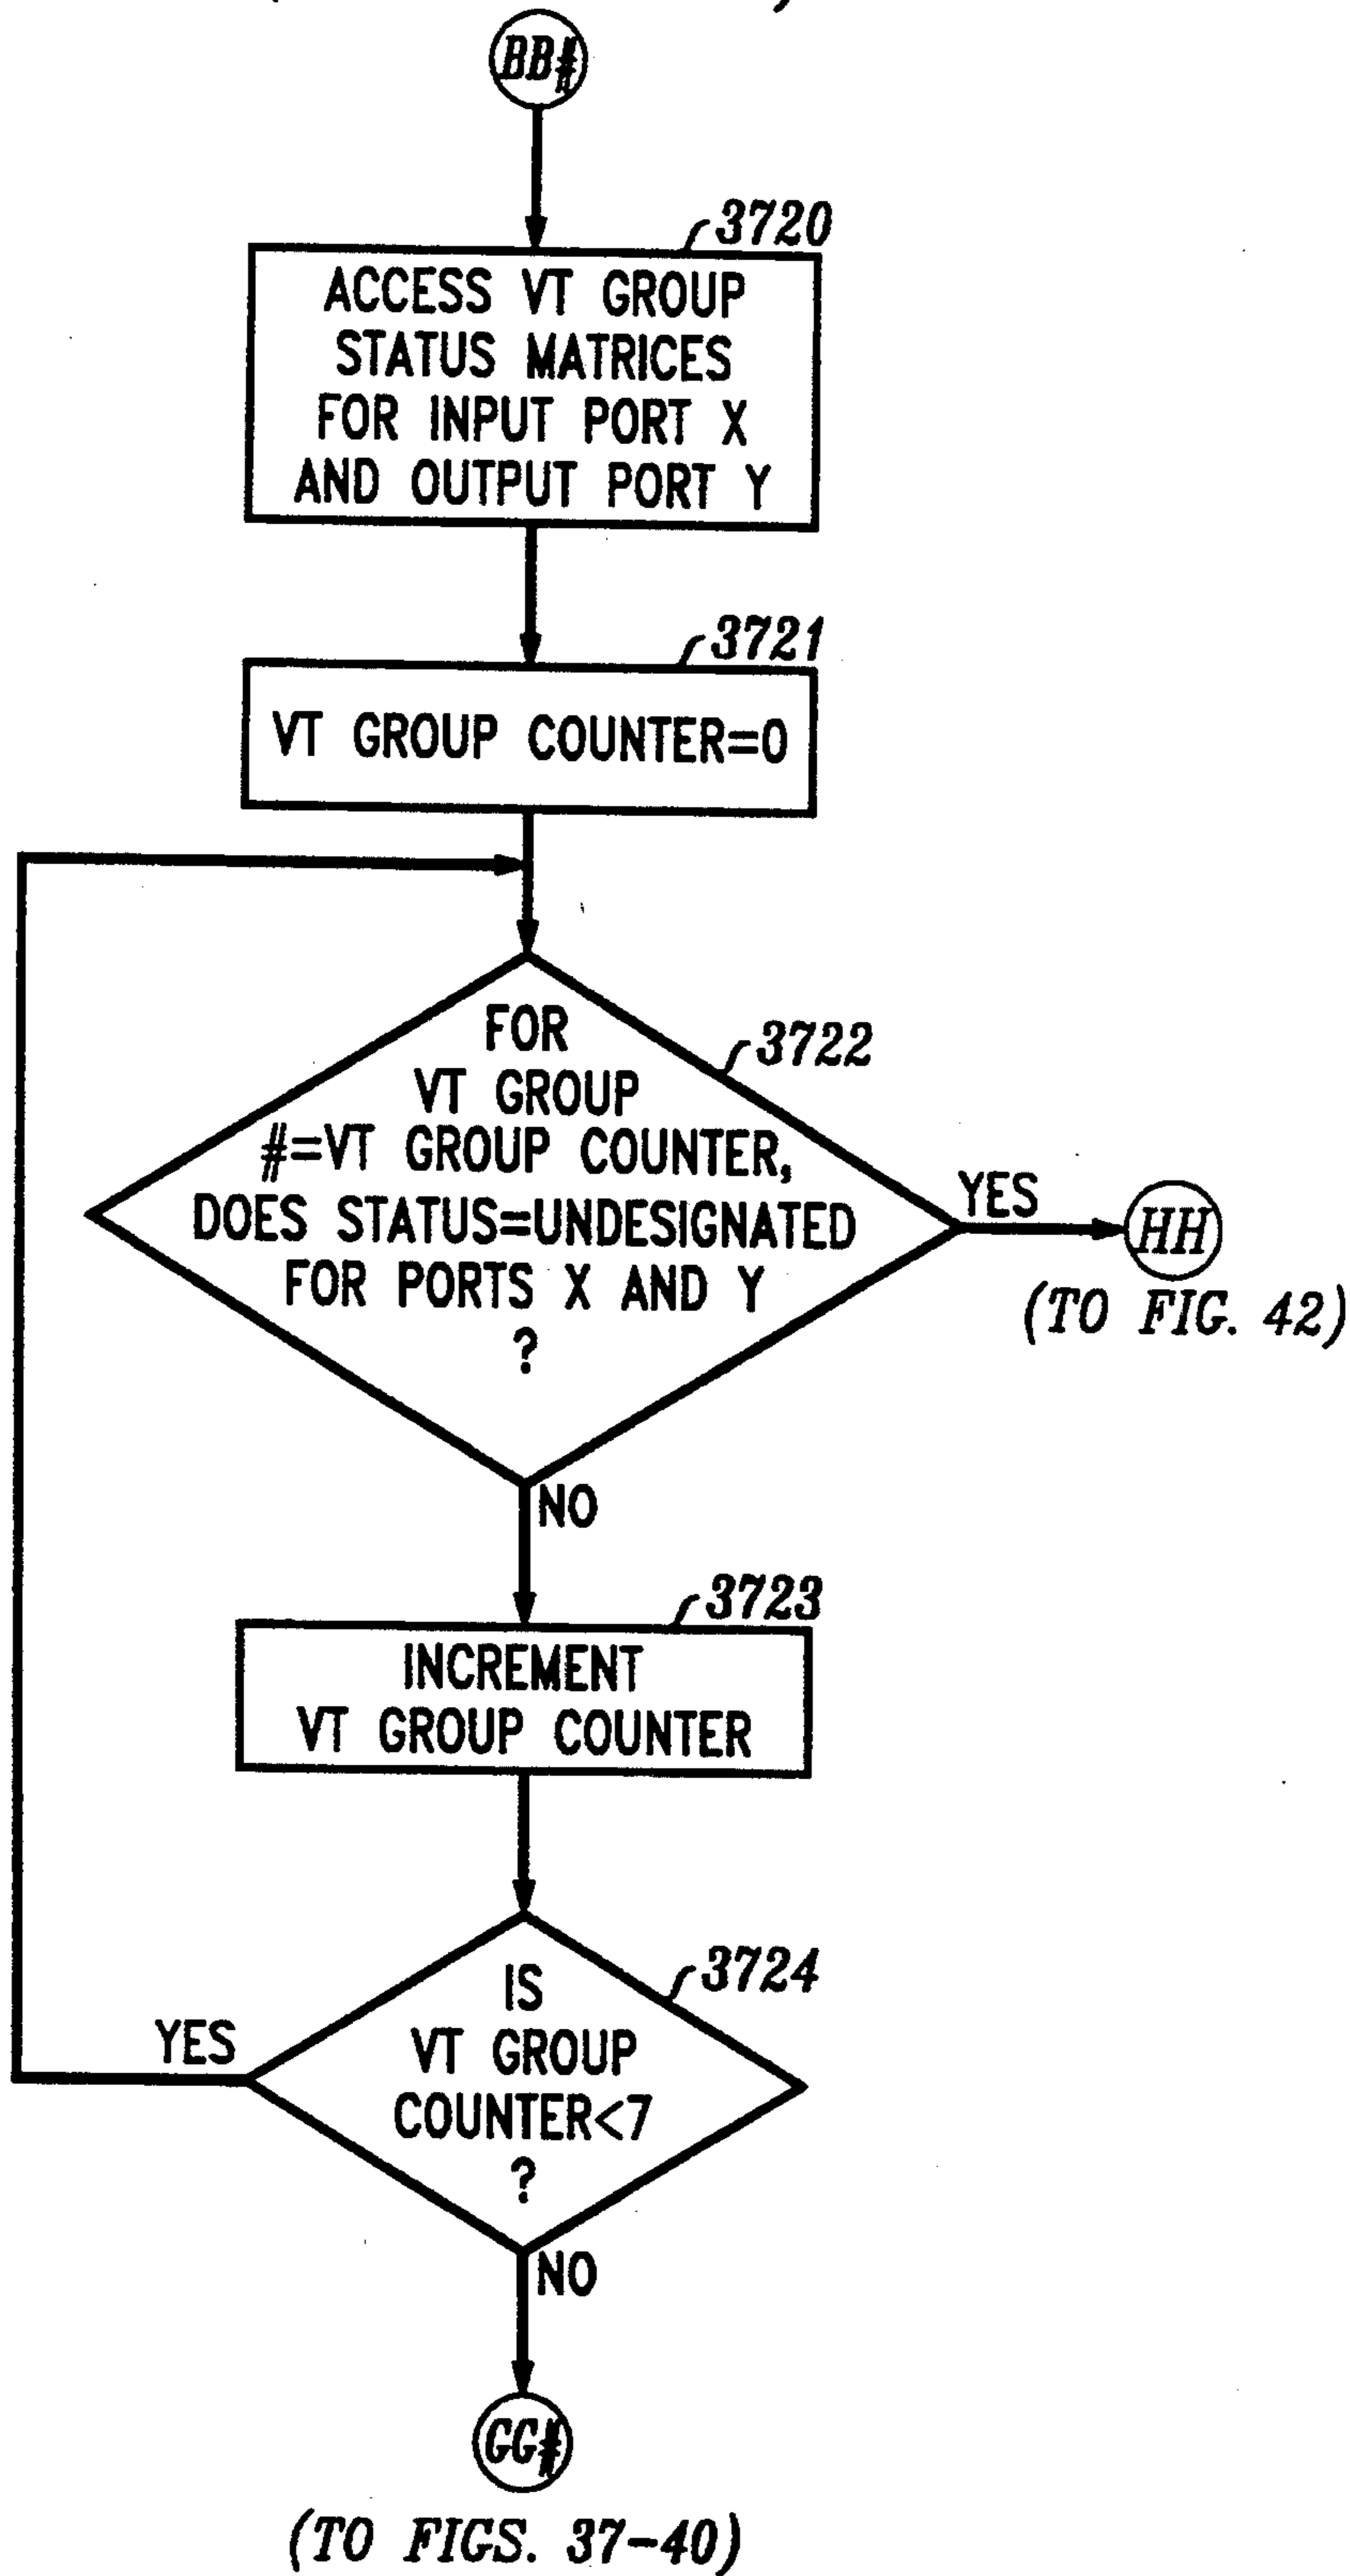 BB#
3720
ACCESS VT GROUP
STATUS MATRICES
FOR INPUT PORT X
AND OUTPUT PORT Y
3721
VT GROUP COUNTER=0
3722
FOR
VT GROUP
#=VT GROUP COUNTER,
DOES STATUS=UNDESIGNATED
FOR PORTS X AND Y
?
YES
HH
(TO FIG. 42)
NO
3723
INCREMENT
VT GROUP COUNTER
3724
IS
VT GROUP
COUNTER<7
?
YES
NO
GG#
(TO FIGS. 37-40)